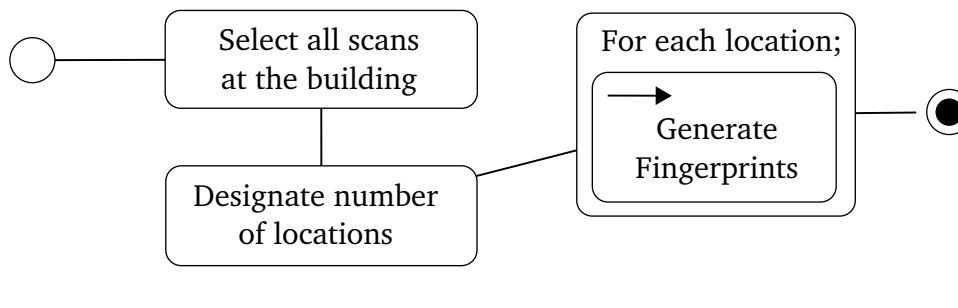 Select all scans
at the building
Designate number
of locations
For each location;
Generate
Fingerprints